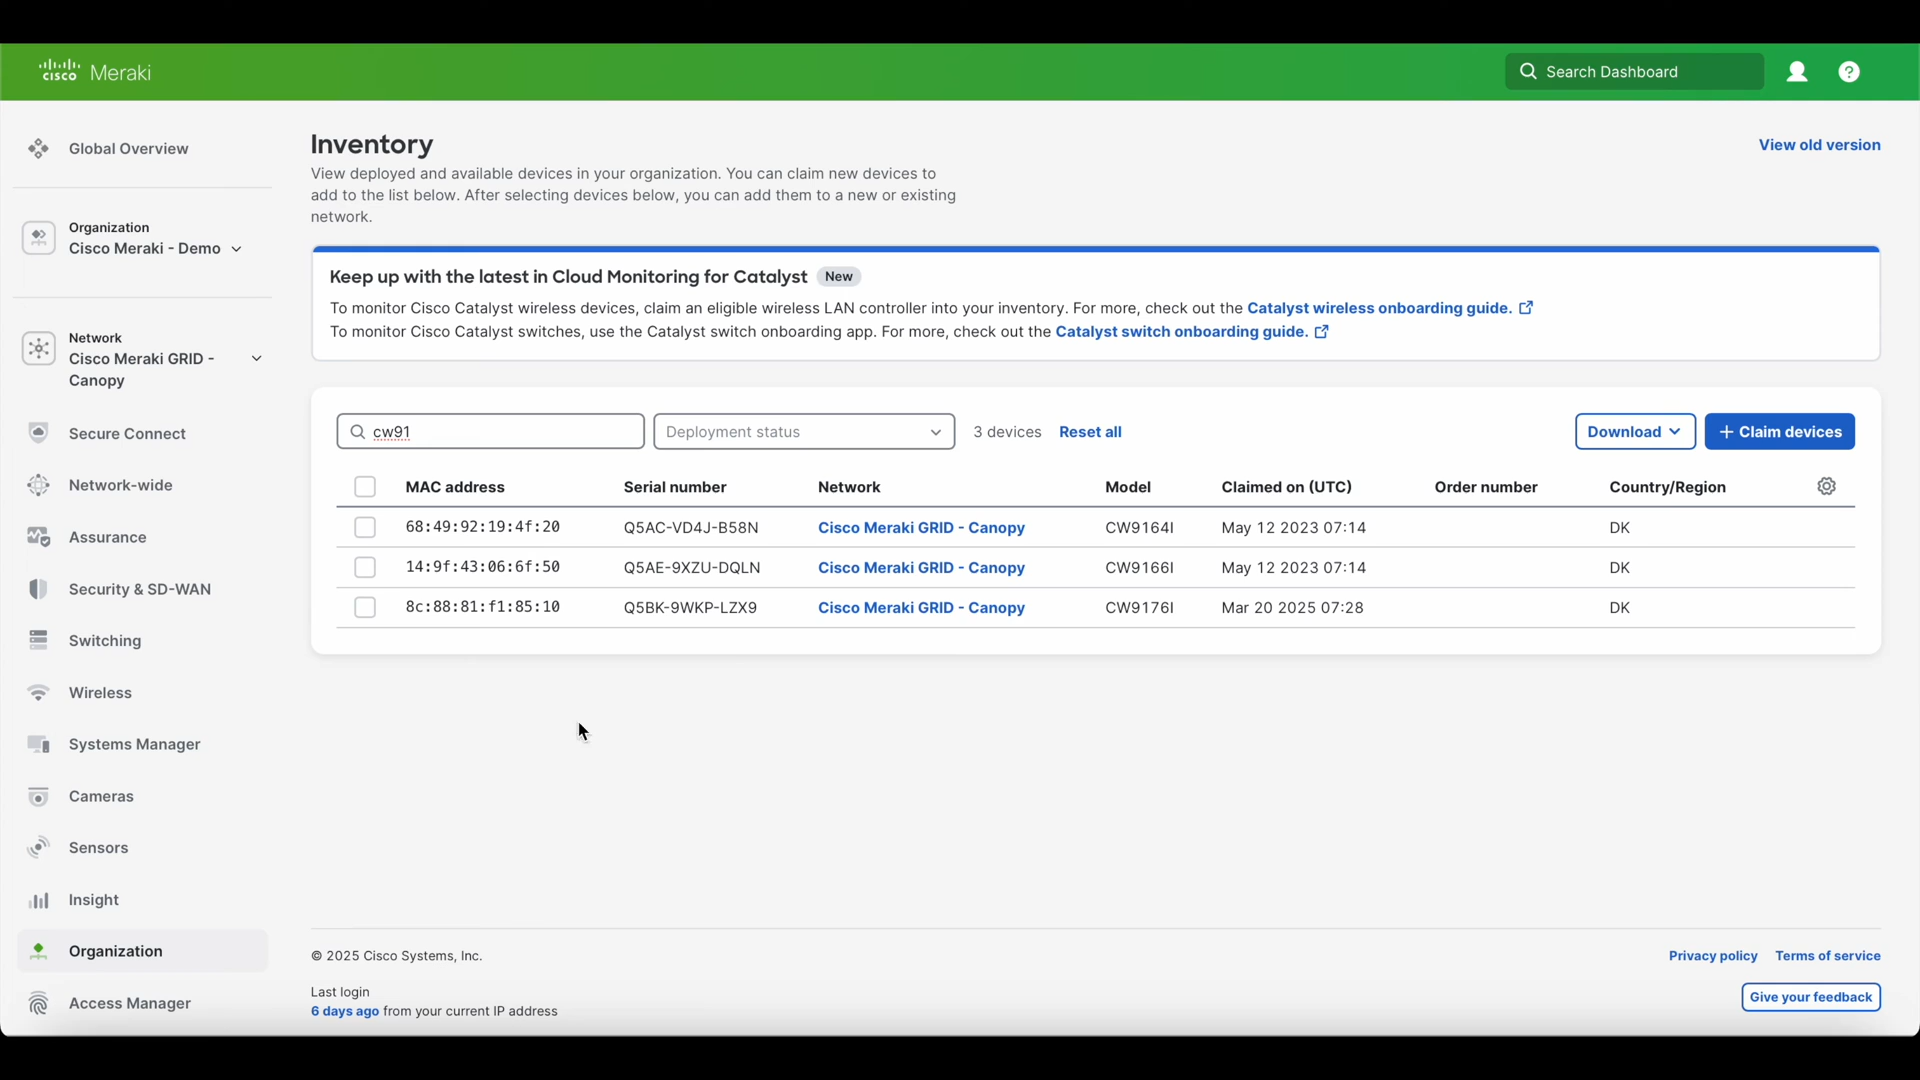 cisco Meraki
Search Dashboard
?
Global Overview
Organization
Cisco Meraki - Demo
Network
Cisco Meraki GRID -
Canopy
Secure Connect
Network-wide
Assurance
Security & SD-WAN
Switching
Wireless
Systems Manager
Cameras
Sensors
Insight
Organization
Access Manager
Inventory
View old version
View deployed and available devices in your organization. You can claim new devices to
add to the list below. After selecting devices below, you can add them to a new or existing
network.
Keep up with the latest in Cloud Monitoring for Catalyst New
To monitor Cisco Catalyst wireless devices, claim an eligible wireless LAN controller into your inventory. For more, check out the Catalyst wireless onboarding guide.
To monitor Cisco Catalyst switches, use the Catalyst switch onboarding app. For more, check out the Catalyst switch onboarding guide.
cw91 Deployment status 3 devices Reset all Download + Claim devices
MAC address Serial number Network Model Claimed on (UTC) Order number Country/Region
68:49:92:19:4f:20 Q5AC-VD4J-B58N Cisco Meraki GRID - Canopy CW9164I May 12 2023 07:14 DK
14:9f:43:06:6f:50 Q5AE-9XZU-DQLN Cisco Meraki GRID - Canopy CW9166I May 12 2023 07:14 DK
8c:88:81:f1:85:10 Q5BK-9WKP-LZX9 Cisco Meraki GRID - Canopy CW9176I Mar 20 2025 07:28 DK
© 2025 Cisco Systems, Inc.
Privacy policy Terms of service
Last login
6 days ago from your current IP address
Give your feedback